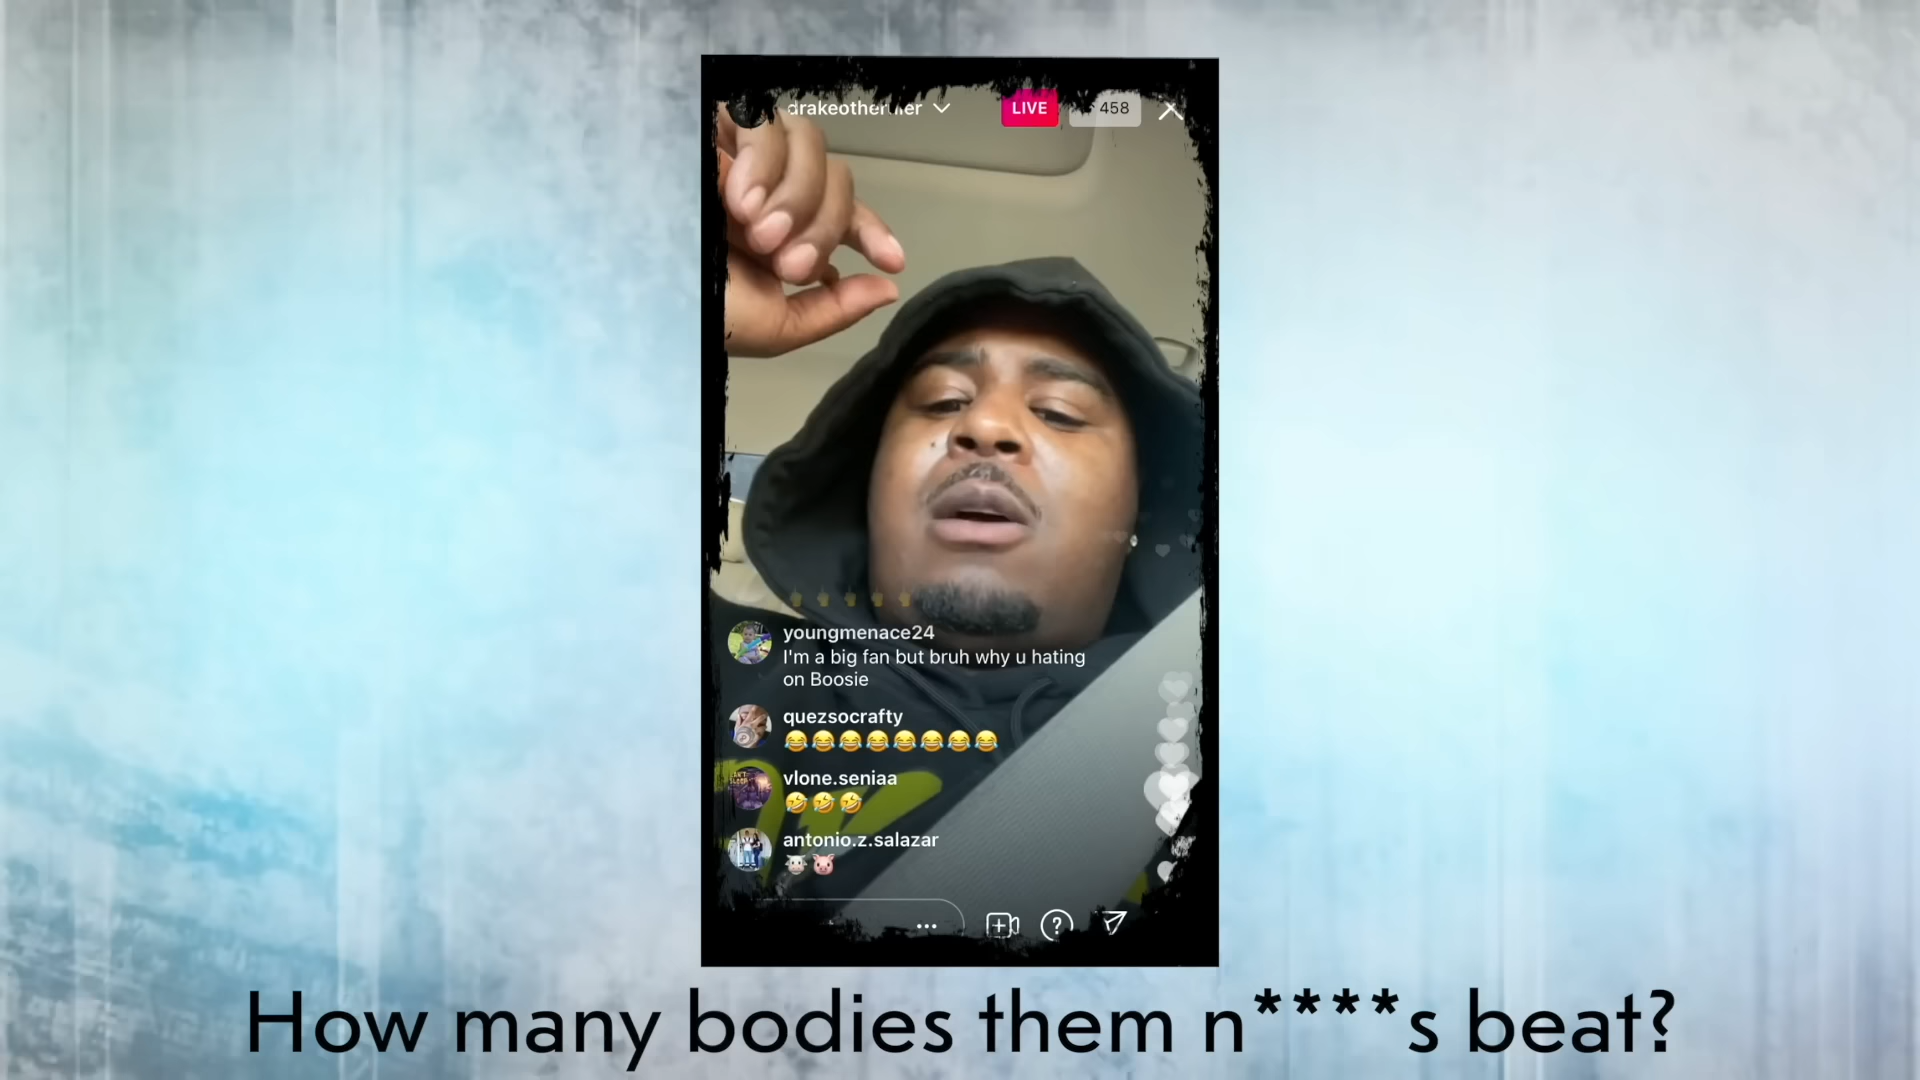 LIVE
458
youngmenace24
I'm a big fan but bruh why u hating
on Boosie
quezsocrafty
😂😂😂😂😂😂😂😂
vlone.seniaa
🤣🤣🤣
antonio.z.salazar
🐮🐷
How many bodies them n****s beat?